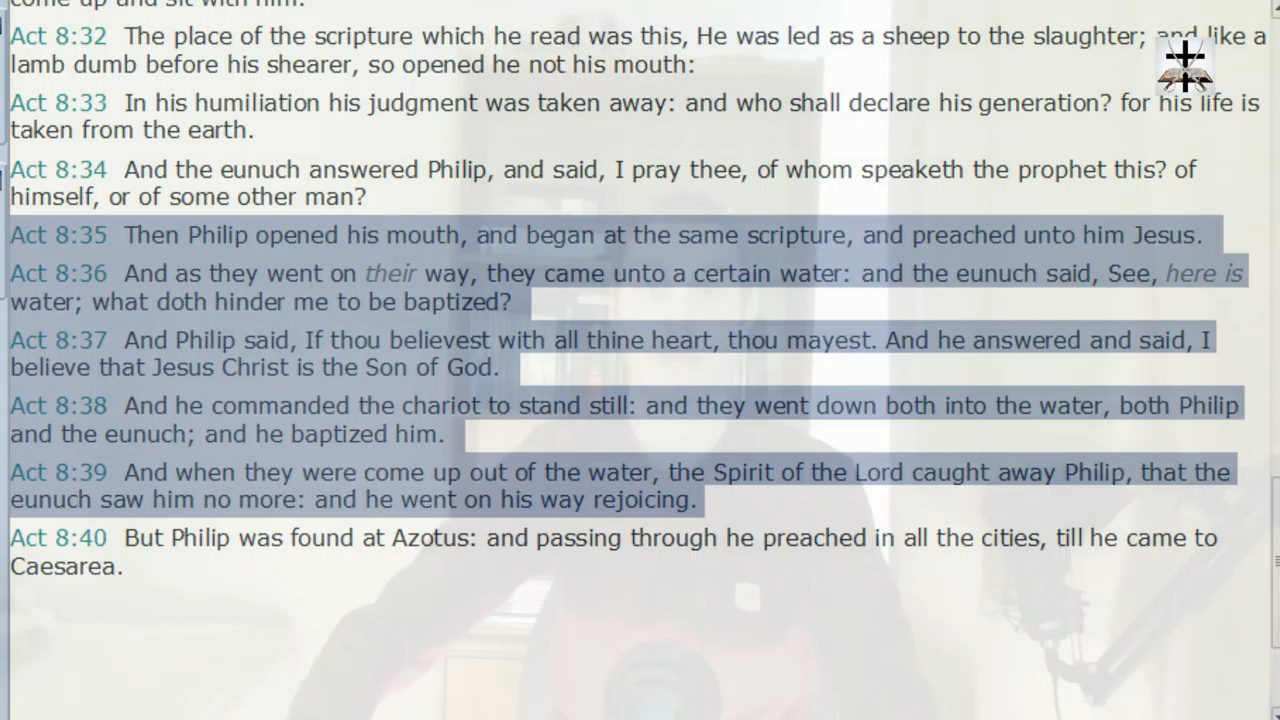 come up and sit with him.
Act 8:32 The place of the scripture which he read was this, He was led as a sheep to the slaughter; and like a
lamb dumb before his shearer, so opened he not his mouth:
Act 8:33 In his humiliation his judgment was taken away: and who shall declare his generation? for his life is
taken from the earth.
Act 8:34 And the eunuch answered Philip, and said, I pray thee, of whom speaketh the prophet this? of
himself, or of some other man?
Act 8:35 Then Philip opened his mouth, and began at the same scripture, and preached unto him Jesus.
Act 8:36 And as they went on their way, they came unto a certain water: and the eunuch said, See, here is
water; what doth hinder me to be baptized?
Act 8:37 And Philip said, If thou believest with all thine heart, thou mayest. And he answered and said, I
believe that Jesus Christ is the Son of God.
Act 8:38 And he commanded the chariot to stand still: and they went down both into the water, both Philip
and the eunuch; and he baptized him.
Act 8:39 And when they were come up out of the water, the Spirit of the Lord caught away Philip, that the
eunuch saw him no more: and he went on his way rejoicing.
Act 8:40 But Philip was found at Azotus: and passing through he preached in all the cities, till he came to
Caesarea.